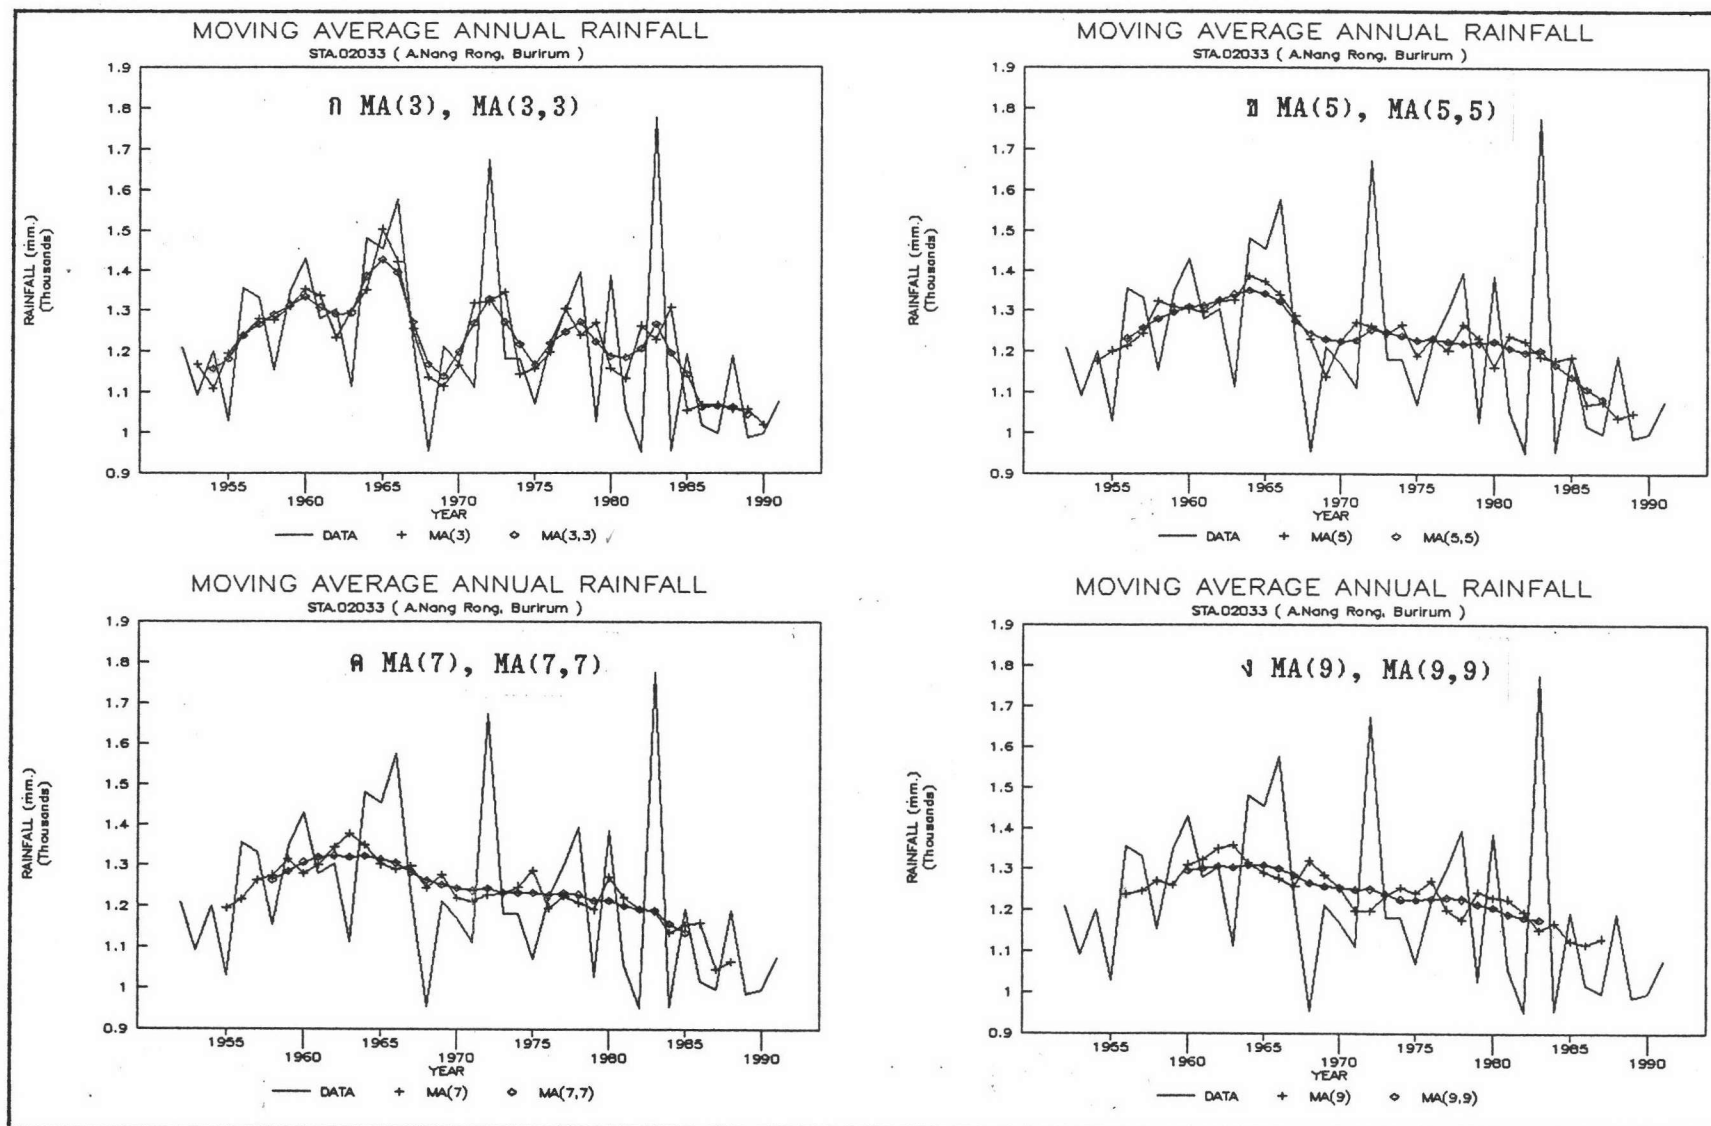 MOVING AVERAGE ANNUAL RAINFALL
STA.02033 ( A.Nang Rong, Burirum )
ก MA(3), MA(3,3)
RAINFALL (mm.)
(Thousands)
1.9
1.8
1.7
1.6
1.5
1.4
1.3
1.2
1.1
1
0.9
1955 1960 1965 1970 1975 1980 1985 1990
YEAR
DATA MA(3) MA(3,3)
MOVING AVERAGE ANNUAL RAINFALL
STA.02033 ( A.Nang Rong, Burirum )
ข MA(5), MA(5,5)
RAINFALL (mm.)
(Thousands)
1.9
1.8
1.7
1.6
1.5
1.4
1.3
1.2
1.1
1
0.9
1955 1960 1965 1970 1975 1980 1985 1990
YEAR
DATA MA(5) MA(5,5)
MOVING AVERAGE ANNUAL RAINFALL
STA.02033 ( A.Nang Rong, Burirum )
ค MA(7), MA(7,7)
RAINFALL (mm.)
(Thousands)
1.9
1.8
1.7
1.6
1.5
1.4
1.3
1.2
1.1
1
0.9
1955 1960 1965 1970 1975 1980 1985 1990
YEAR
DATA MA(7) MA(7,7)
MOVING AVERAGE ANNUAL RAINFALL
STA.02033 ( A.Nang Rong, Burirum )
ง MA(9), MA(9,9)
RAINFALL (mm.)
(Thousands)
1.9
1.8
1.7
1.6
1.5
1.4
1.3
1.2
1.1
1
0.9
1955 1960 1965 1970 1975 1980 1985 1990
YEAR
DATA MA(9) MA(9,9)